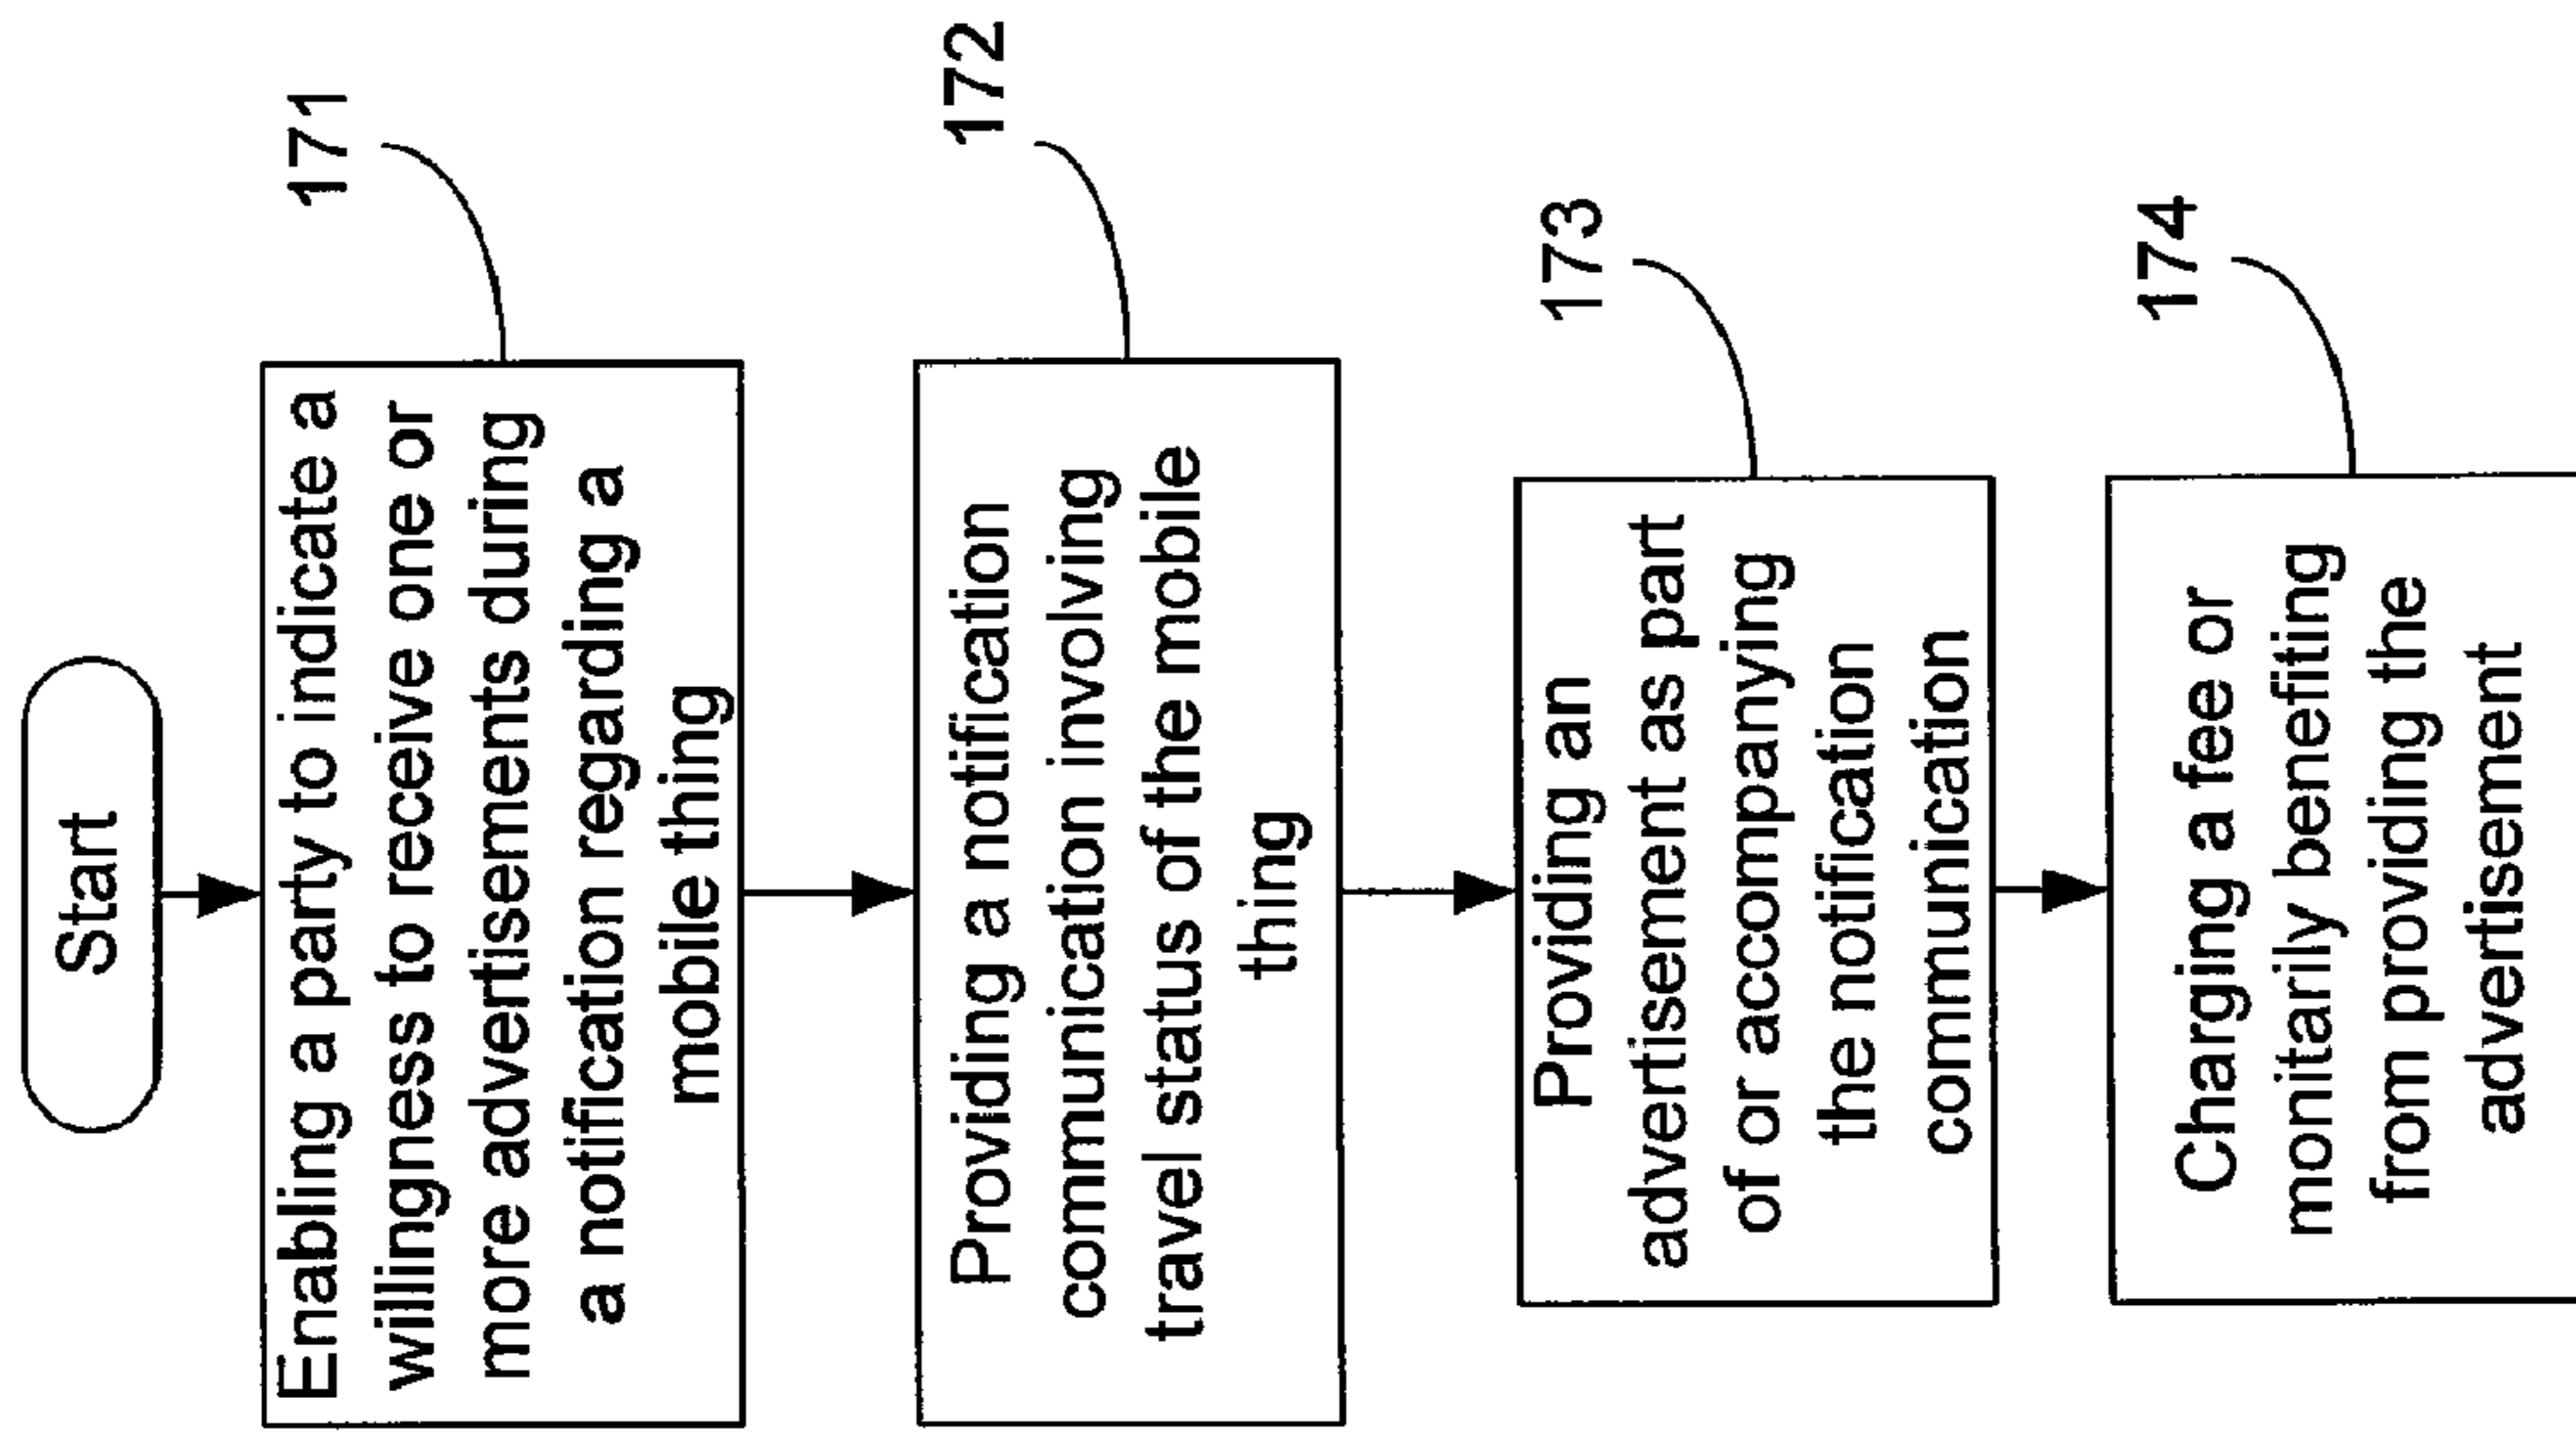 Start
171
Enabling a party to indicate a
willingness to receive one or
more advertisements during
a notification regarding a
mobile thing
172
Providing a notification
communication involving
travel status of the mobile
thing
173
Providing an
advertisement as part
of or accompanying
the notification
communication
174
Charging a fee or
monitarily benefiting
from providing the
advertisement